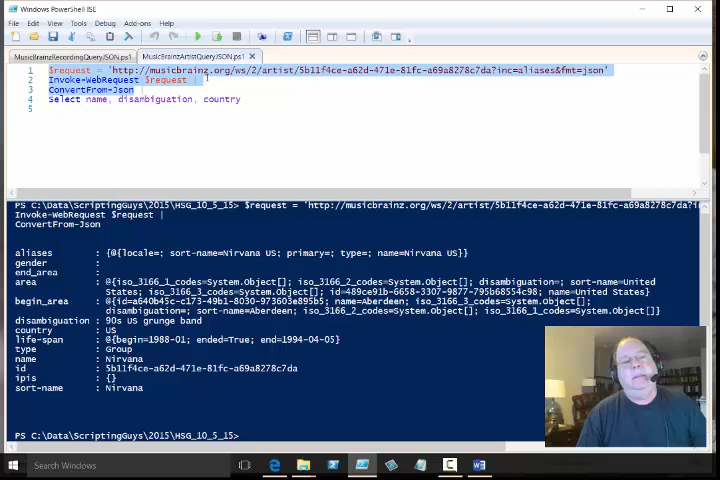 Windows PowerShell ISE
File Edit View Tools Debug Add-ons Help
MusicBrainzRecordingQueryJSON.ps1 MusicBrainzArtistQueryJSON.ps1
1 $request = 'http://musicbrainz.org/ws/2/artist/5b11f4ce-a62d-471e-81fc-a69a8278c7da?inc=aliases&fmt=json'
2 Invoke-WebRequest $request |
3 ConvertFrom-Json |
4 Select name, disambiguation, country
5
PS C:\Data\ScriptingGuys\2015\HSG_10_5_15> $request = 'http://musicbrainz.org/ws/2/artist/5b11f4ce-a62d-471e-81fc-a69a8278c7da?i
Invoke-WebRequest $request |
ConvertFrom-Json
aliases : {@{locale=; sort-name=Nirvana US; primary=; type=; name=Nirvana US}}
gender :
end_area :
area : @{iso_3166_1_codes=System.Object[]; iso_3166_2_codes=System.Object[]; disambiguation=; sort-name=United
States; iso_3166_3_codes=System.Object[]; id=489ce91b-6658-3307-9877-795b68554c98; name=United States}
begin_area : @{id=a640b45c-c173-49b1-8030-973603e895b5; name=Aberdeen; iso_3166_3_codes=System.Object[];
disambiguation=; sort-name=Aberdeen; iso_3166_2_codes=System.Object[]; iso_3166_1_codes=System.Object[]}
disambiguation : 90s US grunge band
country : US
life-span : @{begin=1988-01; ended=True; end=1994-04-05}
type : Group
name : Nirvana
id : 5b11f4ce-a62d-471e-81fc-a69a8278c7da
ipis : {}
sort-name : Nirvana
PS C:\Data\ScriptingGuys\2015\HSG_10_5_15>
Search Windows